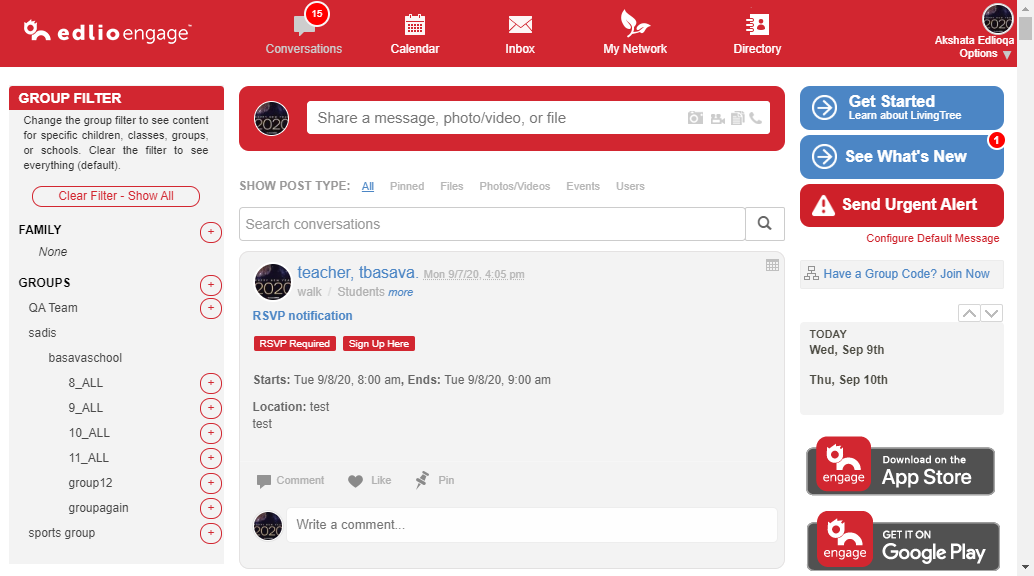 edlio engage™
15
Conversations
Calendar
Inbox
My Network
Directory
Akshata Edlioqa
Options ▼
GROUP FILTER
Change the group filter to see content
for specific children, classes, groups,
or schools. Clear the filter to see
everything (default).
Clear Filter - Show All
FAMILY
+
None
GROUPS
+
QA Team
+
sadis
basavaschool
8_ALL
+
9_ALL
+
10_ALL
+
11_ALL
+
group12
+
groupagain
+
sports group
+
2020
Share a message, photo/video, or file
SHOW POST TYPE: All Pinned Files Photos/Videos Events Users
Search conversations
2020
teacher, tbasava. Mon 9/7/20, 4:05 pm
walk / Students more
RSVP notification
RSVP Required Sign Up Here
Starts: Tue 9/8/20, 8:00 am, Ends: Tue 9/8/20, 9:00 am
Location: test
test
Comment Like Pin
2020
Write a comment...
Get Started
Learn about LivingTree
1
See What's New
Send Urgent Alert
Configure Default Message
Have a Group Code? Join Now
TODAY
Wed, Sep 9th
Thu, Sep 10th
engage
Download on the
App Store
engage
GET IT ON
Google Play